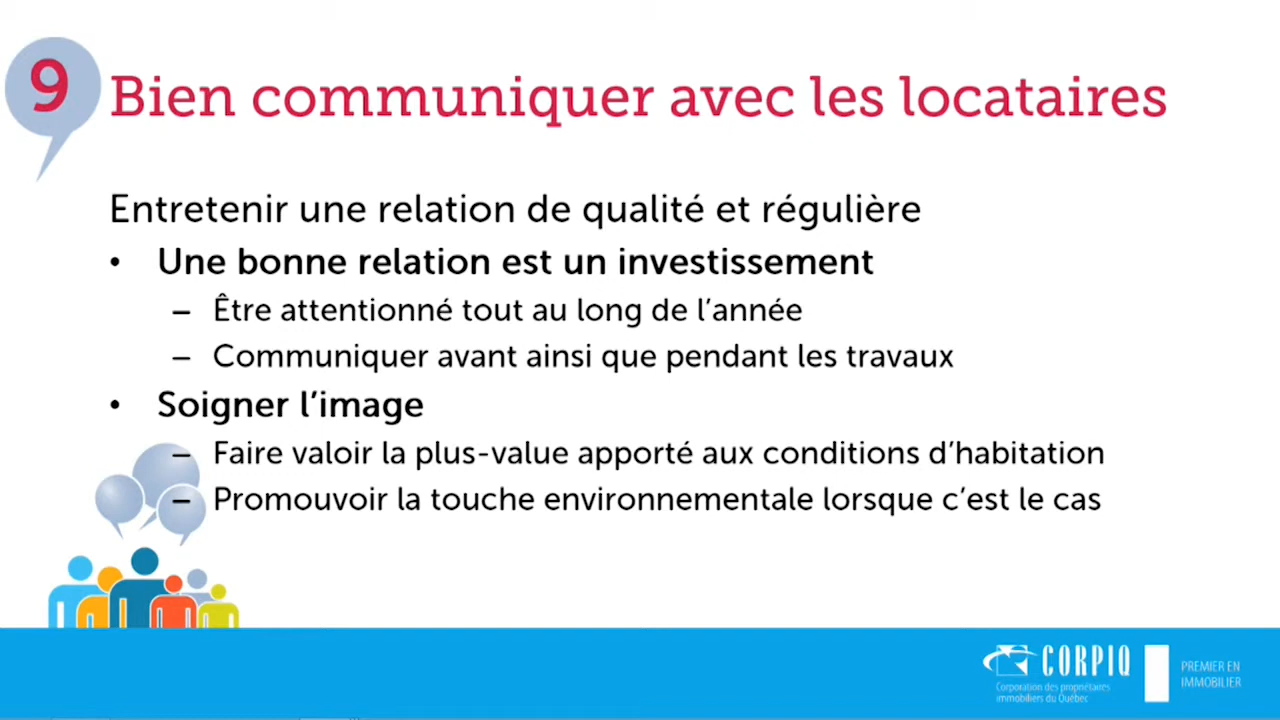 9
Bien communiquer avec les locataires
Entretenir une relation de qualité et régulière
• Une bonne relation est un investissement
– Être attentionné tout au long de l’année
– Communiquer avant ainsi que pendant les travaux
• Soigner l’image
– Faire valoir la plus-value apporté aux conditions d’habitation
– Promouvoir la touche environnementale lorsque c’est le cas
CORPIQ
Corporation des propriétaires
immobiliers du Québec
PREMIER EN
IMMOBILIER